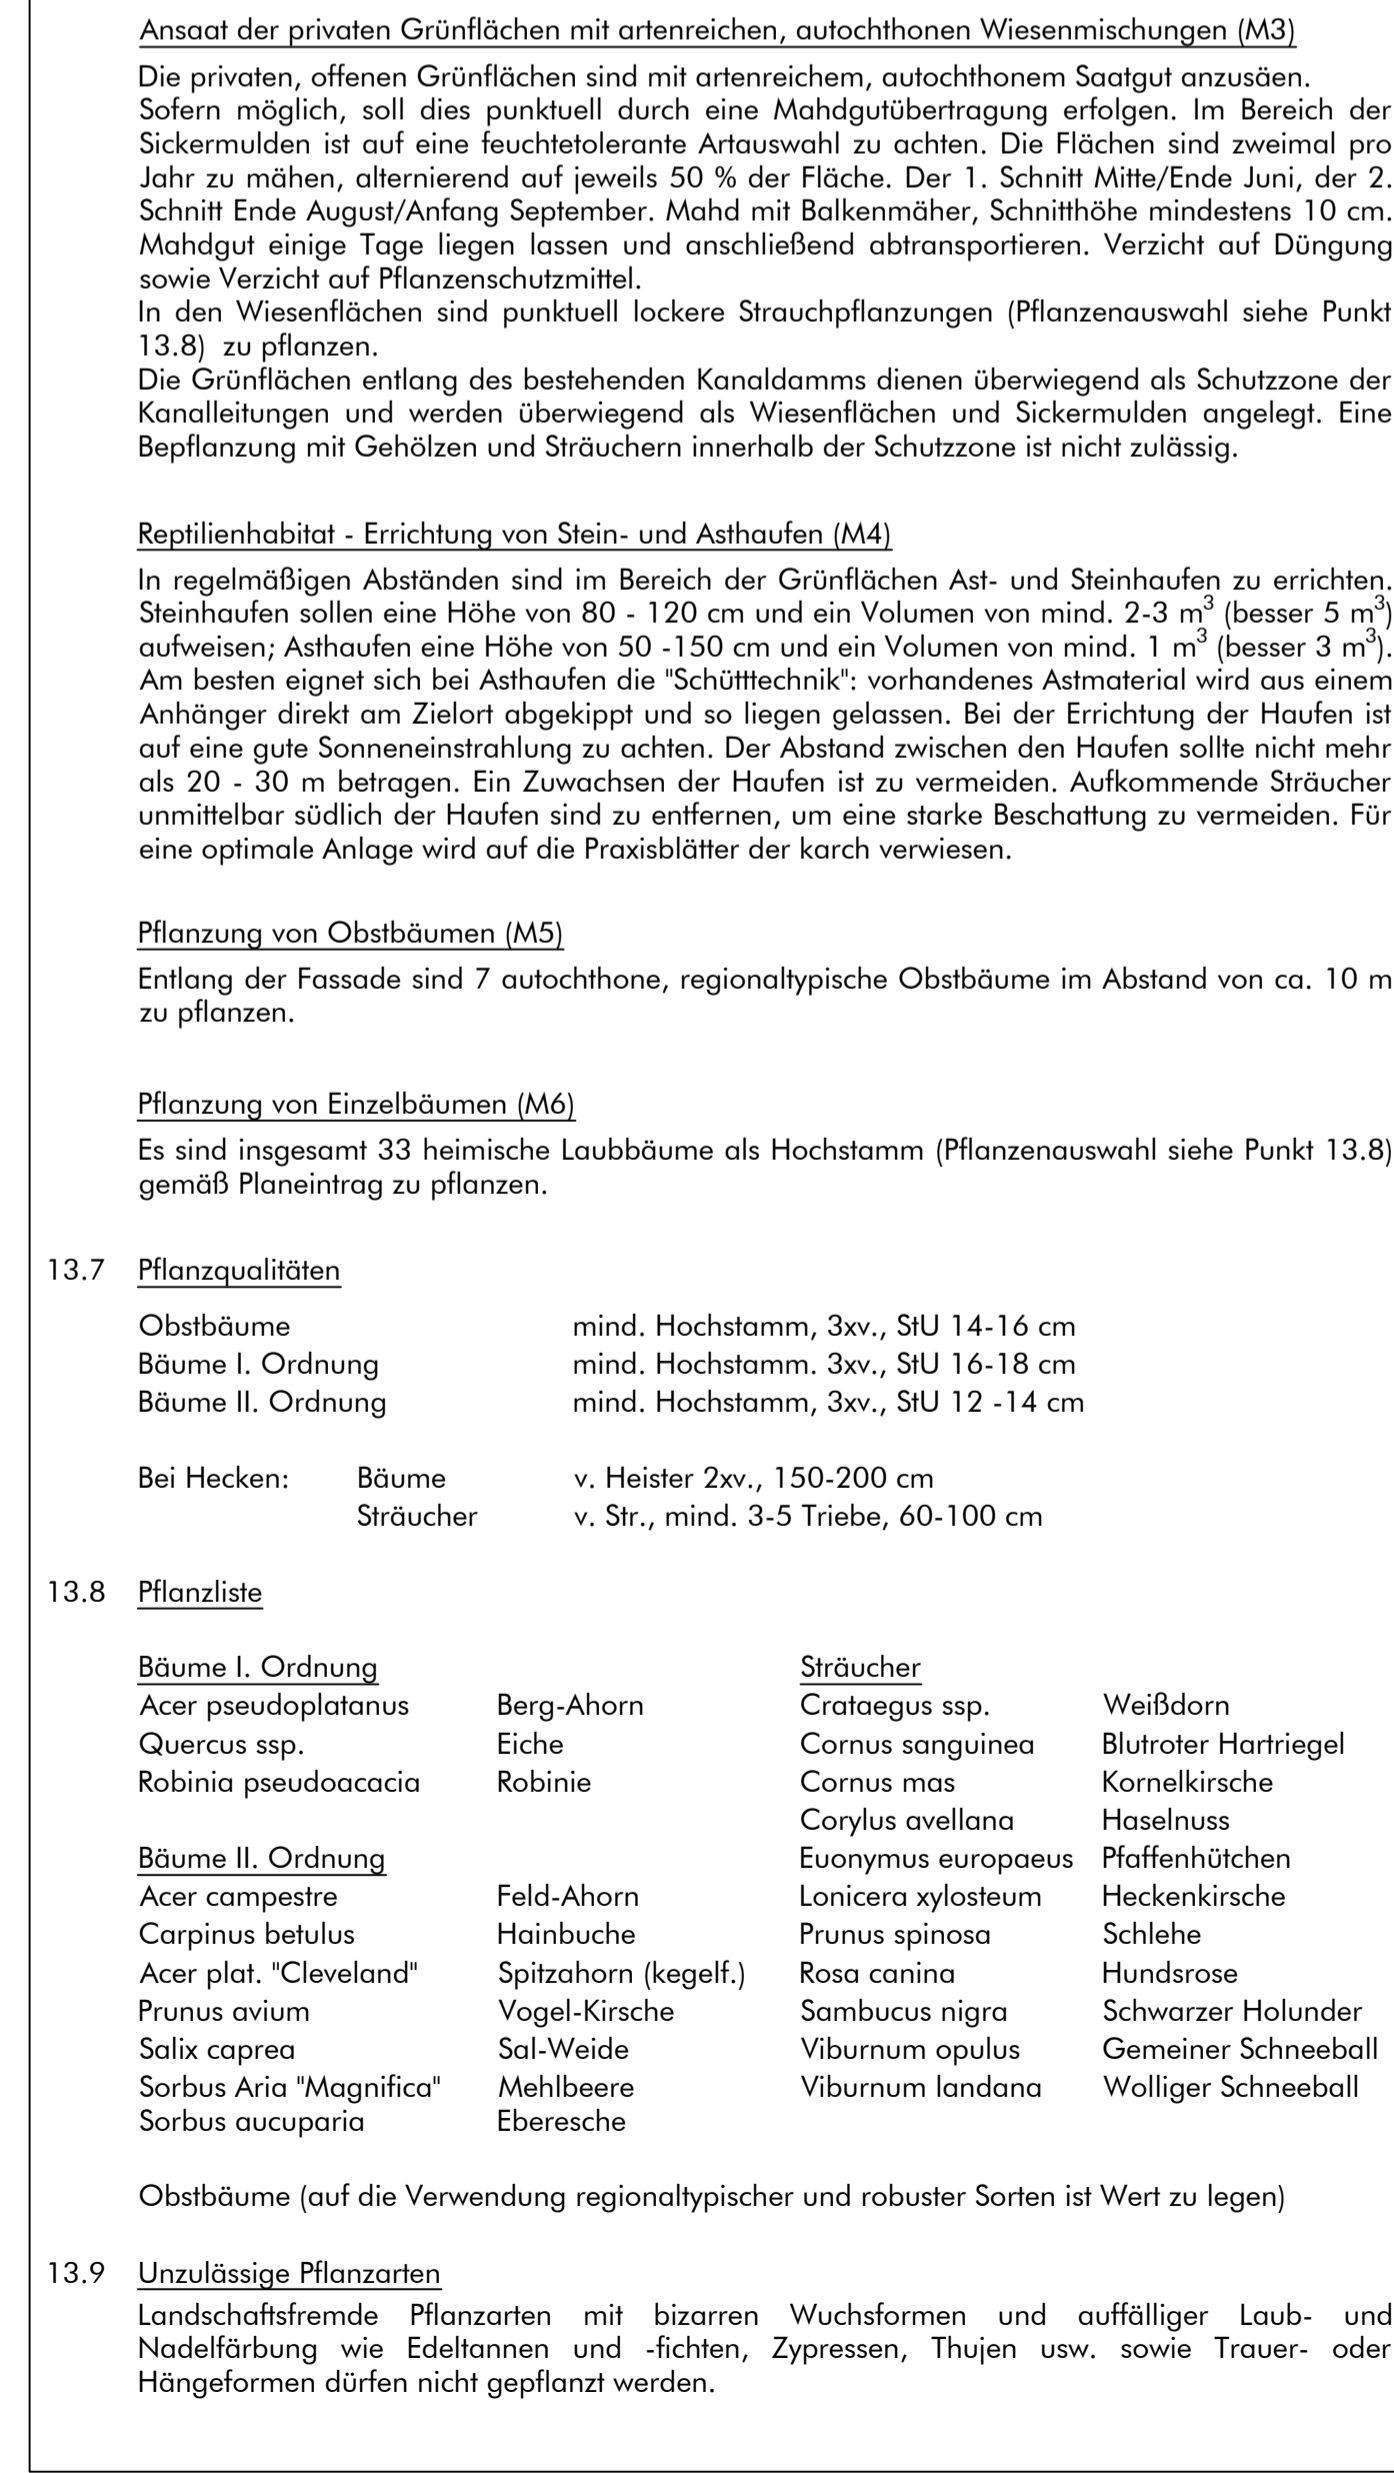 Ansaat der privaten Grünflächen mit artenreichen, autochthonen Wiesenmischungen (M3)
Die privaten, offenen Grünflächen sind mit artenreichem, autochthonem Saatgut anzusäen.
Sofern möglich, soll dies punktuell durch eine Mahdgutübertragung erfolgen. Im Bereich der
Sickermulden ist auf eine feuchtetolerante Artauswahl zu achten. Die Flächen sind zweimal pro
Jahr zu mähen, alternierend auf jeweils 50 % der Fläche. Der 1. Schnitt Mitte/Ende Juni, der 2.
Schnitt Ende August/Anfang September. Mahd mit Balkenmäher, Schnitthöhe mindestens 10 cm.
Mahdgut einige Tage liegen lassen und anschließend abtransportieren. Verzicht auf Düngung
sowie Verzicht auf Pflanzenschutzmittel.
In den Wiesenflächen sind punktuell lockere Strauchpflanzungen (Pflanzenauswahl siehe Punkt
13.8) zu pflanzen.
Die Grünflächen entlang des bestehenden Kanaldamms dienen überwiegend als Schutzzone der
Kanalleitungen und werden überwiegend als Wiesenflächen und Sickermulden angelegt. Eine
Bepflanzung mit Gehölzen und Sträuchern innerhalb der Schutzzone ist nicht zulässig.
Reptilienhabitat - Errichtung von Stein- und Asthaufen (M4)
In regelmäßigen Abständen sind im Bereich der Grünflächen Ast- und Steinhaufen zu errichten.
Steinhaufen sollen eine Höhe von 80 - 120 cm und ein Volumen von mind. 2-3 m³ (besser 5 m³)
aufweisen; Asthaufen eine Höhe von 50 -150 cm und ein Volumen von mind. 1 m³ (besser 3 m³).
Am besten eignet sich bei Asthaufen die "Schütttechnik": vorhandenes Astmaterial wird aus einem
Anhänger direkt am Zielort abgekippt und so liegen gelassen. Bei der Errichtung der Haufen ist
auf eine gute Sonneneinstrahlung zu achten. Der Abstand zwischen den Haufen sollte nicht mehr
als 20 - 30 m betragen. Ein Zuwachsen der Haufen ist zu vermeiden. Aufkommende Sträucher
unmittelbar südlich der Haufen sind zu entfernen, um eine starke Beschattung zu vermeiden. Für
eine optimale Anlage wird auf die Praxisblätter der karch verwiesen.
Pflanzung von Obstbäumen (M5)
Entlang der Fassade sind 7 autochthone, regionaltypische Obstbäume im Abstand von ca. 10 m
zu pflanzen.
Pflanzung von Einzelbäumen (M6)
Es sind insgesamt 33 heimische Laubbäume als Hochstamm (Pflanzenauswahl siehe Punkt 13.8)
gemäß Planeintrag zu pflanzen.
13.7 Pflanzqualitäten
Obstbäume mind. Hochstamm, 3xv., StU 14-16 cm
Bäume I. Ordnung mind. Hochstamm. 3xv., StU 16-18 cm
Bäume II. Ordnung mind. Hochstamm, 3xv., StU 12 -14 cm
Bei Hecken: Bäume v. Heister 2xv., 150-200 cm
Sträucher v. Str., mind. 3-5 Triebe, 60-100 cm
13.8 Pflanzliste
Bäume I. Ordnung Sträucher
Acer pseudoplatanus Berg-Ahorn Crataegus ssp. Weißdorn
Quercus ssp. Eiche Cornus sanguinea Blutroter Hartriegel
Robinia pseudoacacia Robinie Cornus mas Kornelkirsche
Corylus avellana Haselnuss
Bäume II. Ordnung Euonymus europaeus Pfaffenhütchen
Acer campestre Feld-Ahorn Lonicera xylosteum Heckenkirsche
Carpinus betulus Hainbuche Prunus spinosa Schlehe
Acer plat. "Cleveland" Spitzahorn (kegelf.) Rosa canina Hundsrose
Prunus avium Vogel-Kirsche Sambucus nigra Schwarzer Holunder
Salix caprea Sal-Weide Viburnum opulus Gemeiner Schneeball
Sorbus Aria "Magnifica" Mehlbeere Viburnum landana Wolliger Schneeball
Sorbus aucuparia Eberesche
Obstbäume (auf die Verwendung regionaltypischer und robuster Sorten ist Wert zu legen)
13.9 Unzulässige Pflanzarten
Landschaftsfremde Pflanzarten mit bizarren Wuchsformen und auffälliger Laub- und
Nadelfärbung wie Edeltannen und -fichten, Zypressen, Thujen usw. sowie Trauer- oder
Hängeformen dürfen nicht gepflanzt werden.